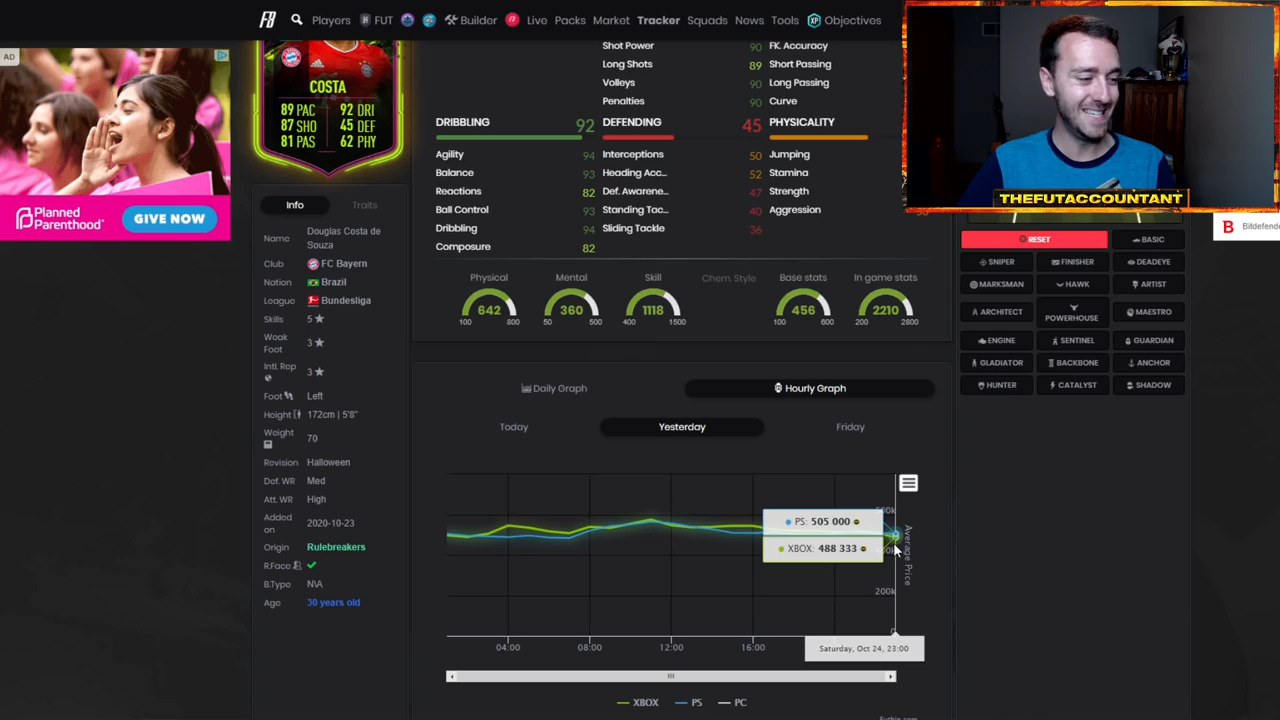 F8 Players FUT Builder Live Packs Market Tracker Squads News Tools XP Objectives
AD
Planned
Parenthood®
GIVE NOW
COSTA
89 PAC 92 DRI
87 SHO 45 DEF
81 PAS 62 PHY
Info Traits
Name Douglas Costa de
Souza
Club FC Bayern
Nation Brazil
League Bundesliga
Skills 5★
Weak
Foot 3★
Intl. Rep 3★
Foot Left
Height 172cm | 5'8"
Weight 70
Revision Halloween
Def. WR Med
Att. WR High
Added
on 2020-10-23
Origin Rulebreakers
R.Face
B.Type N\A
Age 30 years old
Shot Power 90 FK. Accuracy
Long Shots 89 Short Passing
Volleys 90 Long Passing
Penalties 90 Curve
DRIBBLING 92 DEFENDING 45 PHYSICALITY
Agility 94 Interceptions 50 Jumping
Balance 93 Heading Acc... 52 Stamina
Reactions 82 Def. Awarene... 47 Strength
Ball Control 93 Standing Tac... 40 Aggression
Dribbling 94 Sliding Tackle 36
Composure 82
Physical Mental Skill Chem. Style Base stats In game stats
642 360 1118 456 2210
100 800 50 500 400 1500 100 600 200 2800
Daily Graph Hourly Graph
Today Yesterday Friday
PS: 505 000
XBOX: 488 333
200k
0
Average Price
04:00 08:00 12:00 16:00
Saturday, Oct 24, 23:00
XBOX PS PC
THEFUTACCOUNTANT
B Bitdefende
RESET BASIC
SNIPER FINISHER DEADEYE
MARKSMAN HAWK ARTIST
ARCHITECT POWERHOUSE MAESTRO
ENGINE SENTINEL GUARDIAN
GLADIATOR BACKBONE ANCHOR
HUNTER CATALYST SHADOW